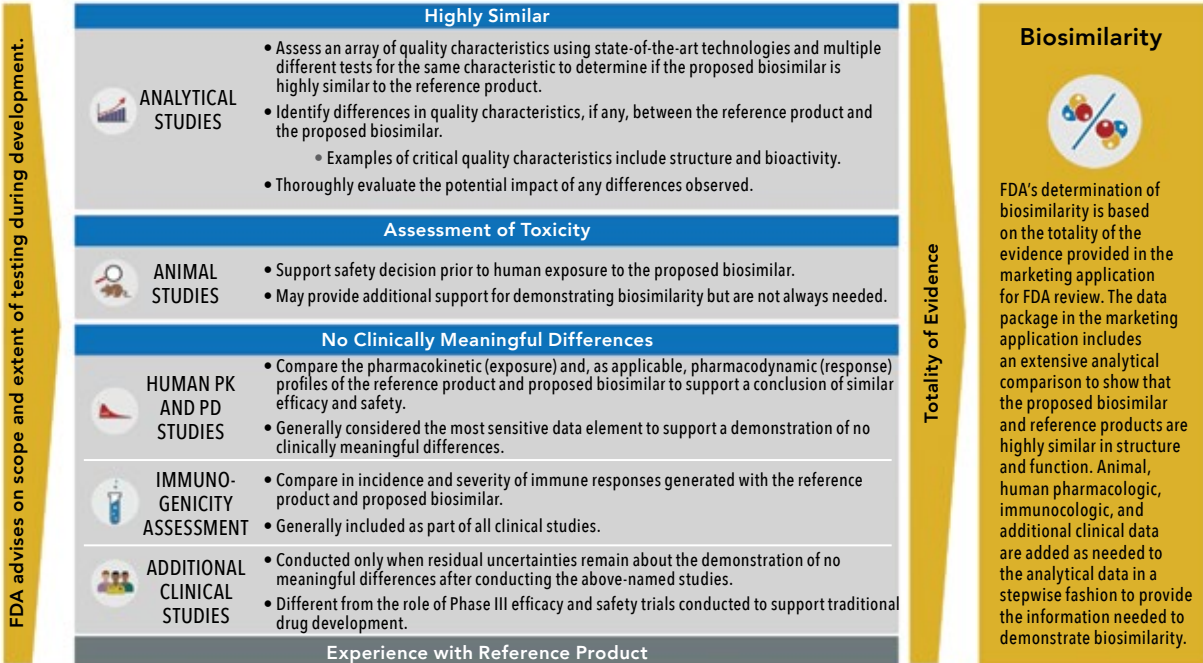 FDA advises on scope and extent of testing during development.
Highly Similar
ANALYTICAL
STUDIES
• Assess an array of quality characteristics using state-of-the-art technologies and multiple
different tests for the same characteristic to determine if the proposed biosimilar is
highly similar to the reference product.
• Identify differences in quality characteristics, if any, between the reference product and
the proposed biosimilar.
• Examples of critical quality characteristics include structure and bioactivity.
• Thoroughly evaluate the potential impact of any differences observed.
Assessment of Toxicity
ANIMAL
STUDIES
• Support safety decision prior to human exposure to the proposed biosimilar.
• May provide additional support for demonstrating biosimilarity but are not always needed.
No Clinically Meaningful Differences
HUMAN PK
AND PD
STUDIES
• Compare the pharmacokinetic (exposure) and, as applicable, pharmacodynamic (response)
profiles of the reference product and proposed biosimilar to support a conclusion of similar
efficacy and safety.
• Generally considered the most sensitive data element to support a demonstration of no
clinically meaningful differences.
IMMUNO-
GENICITY
ASSESSMENT
• Compare in incidence and severity of immune responses generated with the reference
product and proposed biosimilar.
• Generally included as part of all clinical studies.
ADDITIONAL
CLINICAL
STUDIES
• Conducted only when residual uncertainties remain about the demonstration of no
meaningful differences after conducting the above-named studies.
• Different from the role of Phase III efficacy and safety trials conducted to support traditional
drug development.
Experience with Reference Product
Totality of Evidence
Biosimilarity
FDA's determination of
biosimilarity is based
on the totality of the
evidence provided in the
marketing application
for FDA review. The data
package in the marketing
application includes
an extensive analytical
comparison to show that
the proposed biosimilar
and reference products are
highly similar in structure
and function. Animal,
human pharmacologic,
immunocologic, and
additional clinical data
are added as needed to
the analytical data in a
stepwise fashion to provide
the information needed to
demonstrate biosimilarity.